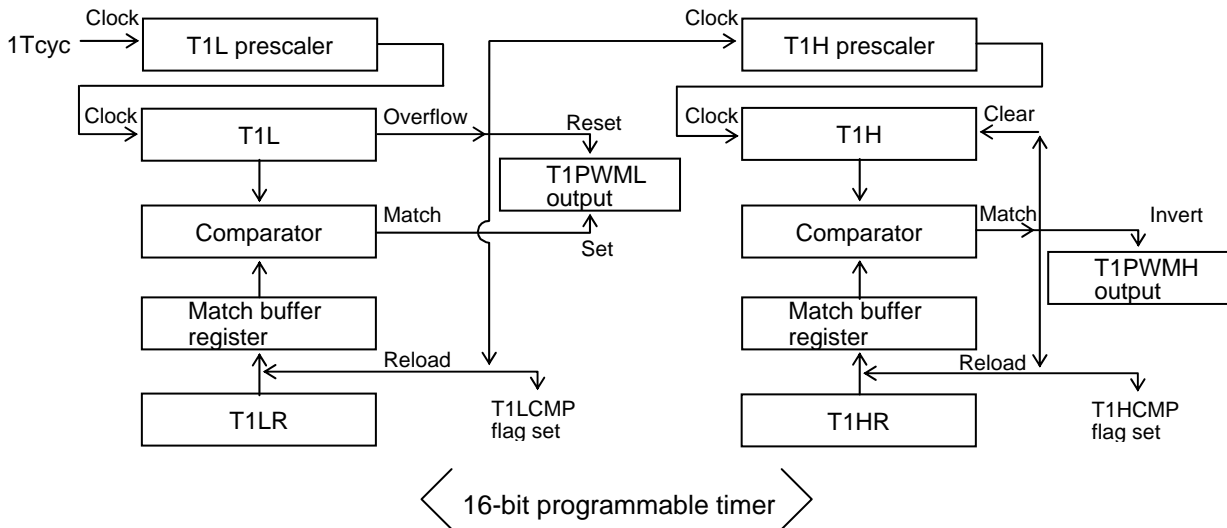 Clock
1Tcyc
T1L prescaler
Clock
T1L
Overflow
Reset
T1PWML
output
Comparator
Match
Set
Match buffer
register
Reload
T1LR
T1LCMP
flag set
Clock
T1H prescaler
Clock
T1H
Clear
Comparator
Match
Invert
T1PWMH
output
Match buffer
register
Reload
T1HR
T1HCMP
flag set
16-bit programmable timer